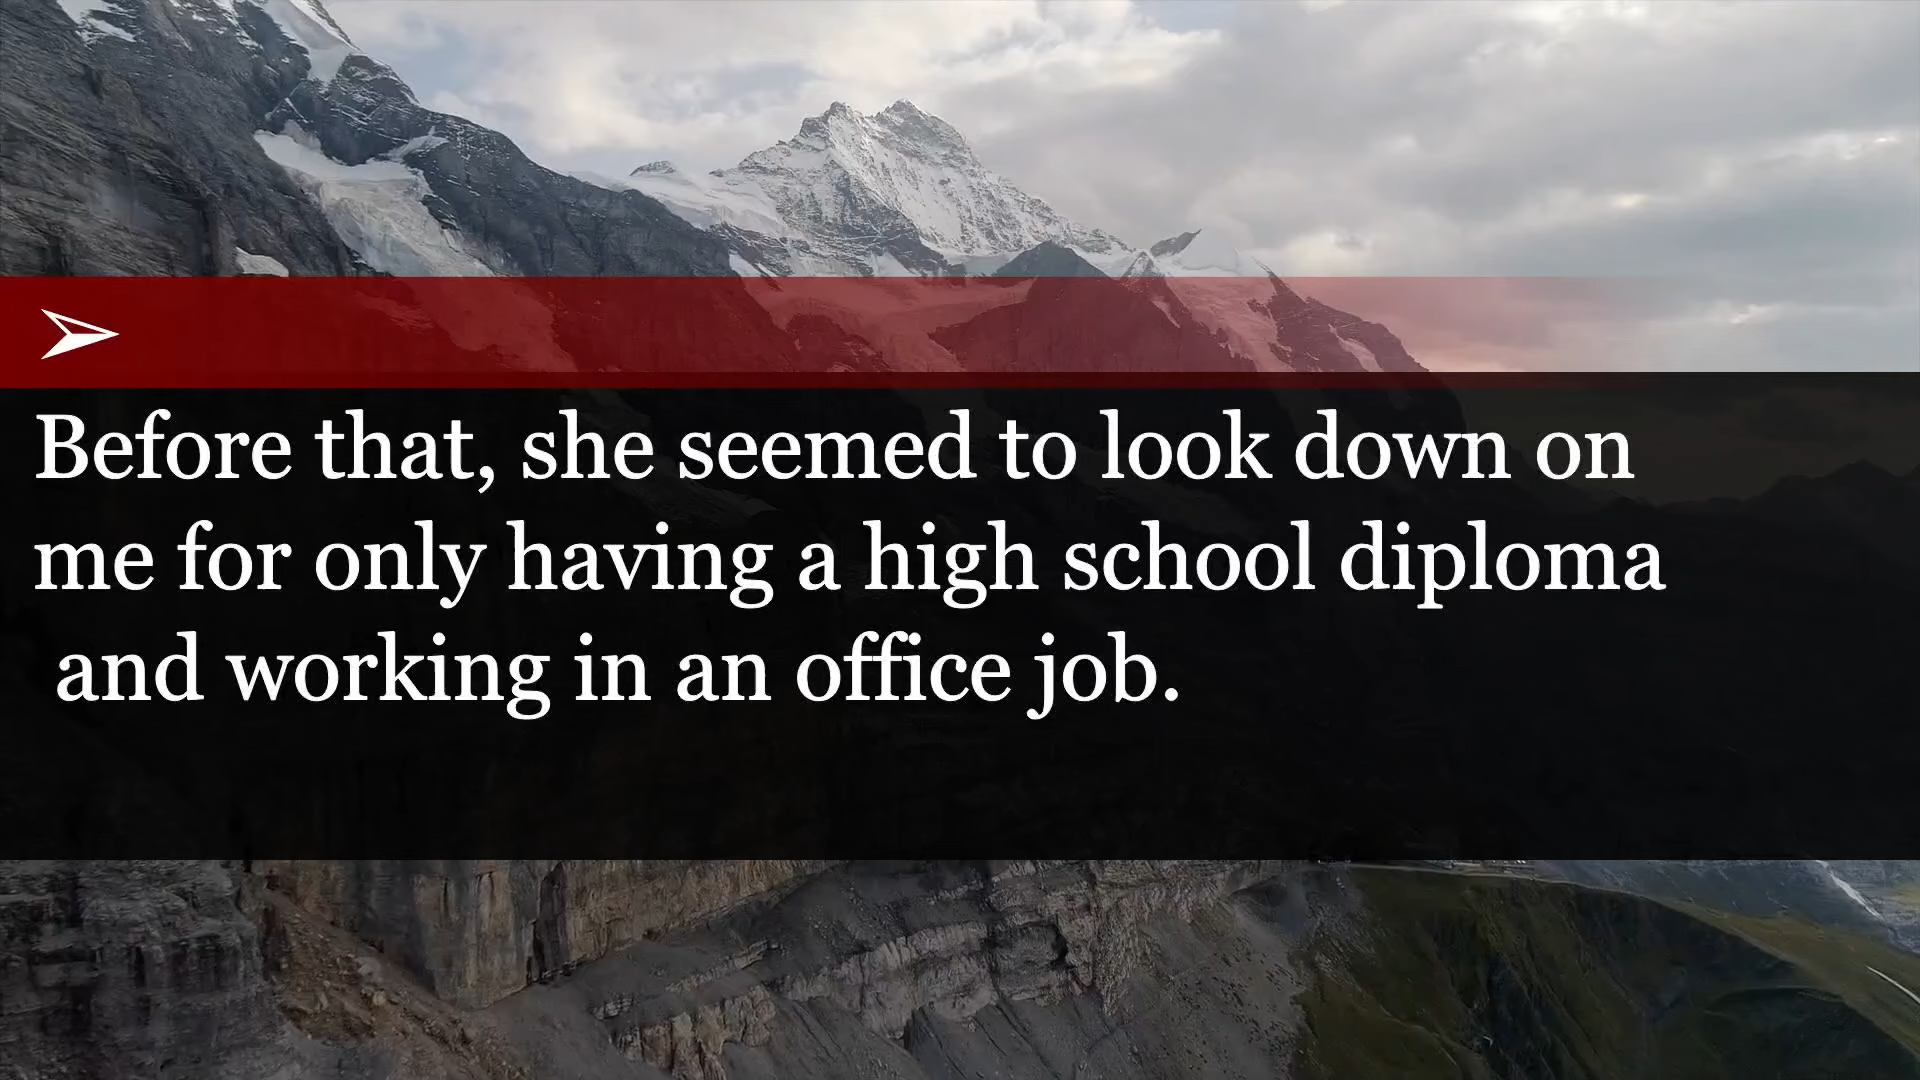 Before that, she seemed to look down on
me for only having a high school diploma
and working in an office job.